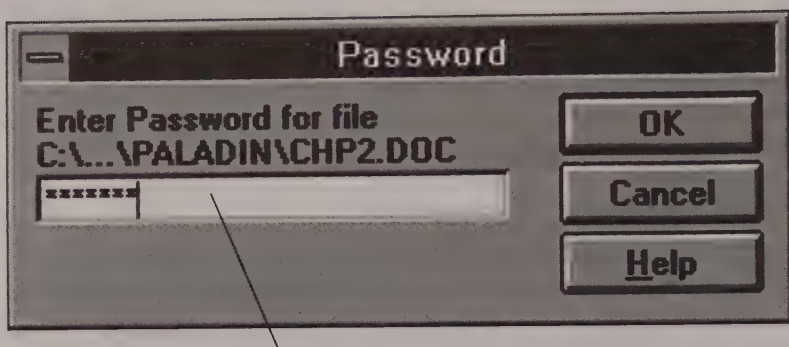 Password
Enter Password for file
C:\...\PALADIN\CHP2.DOC
*******
OK
Cancel
Help